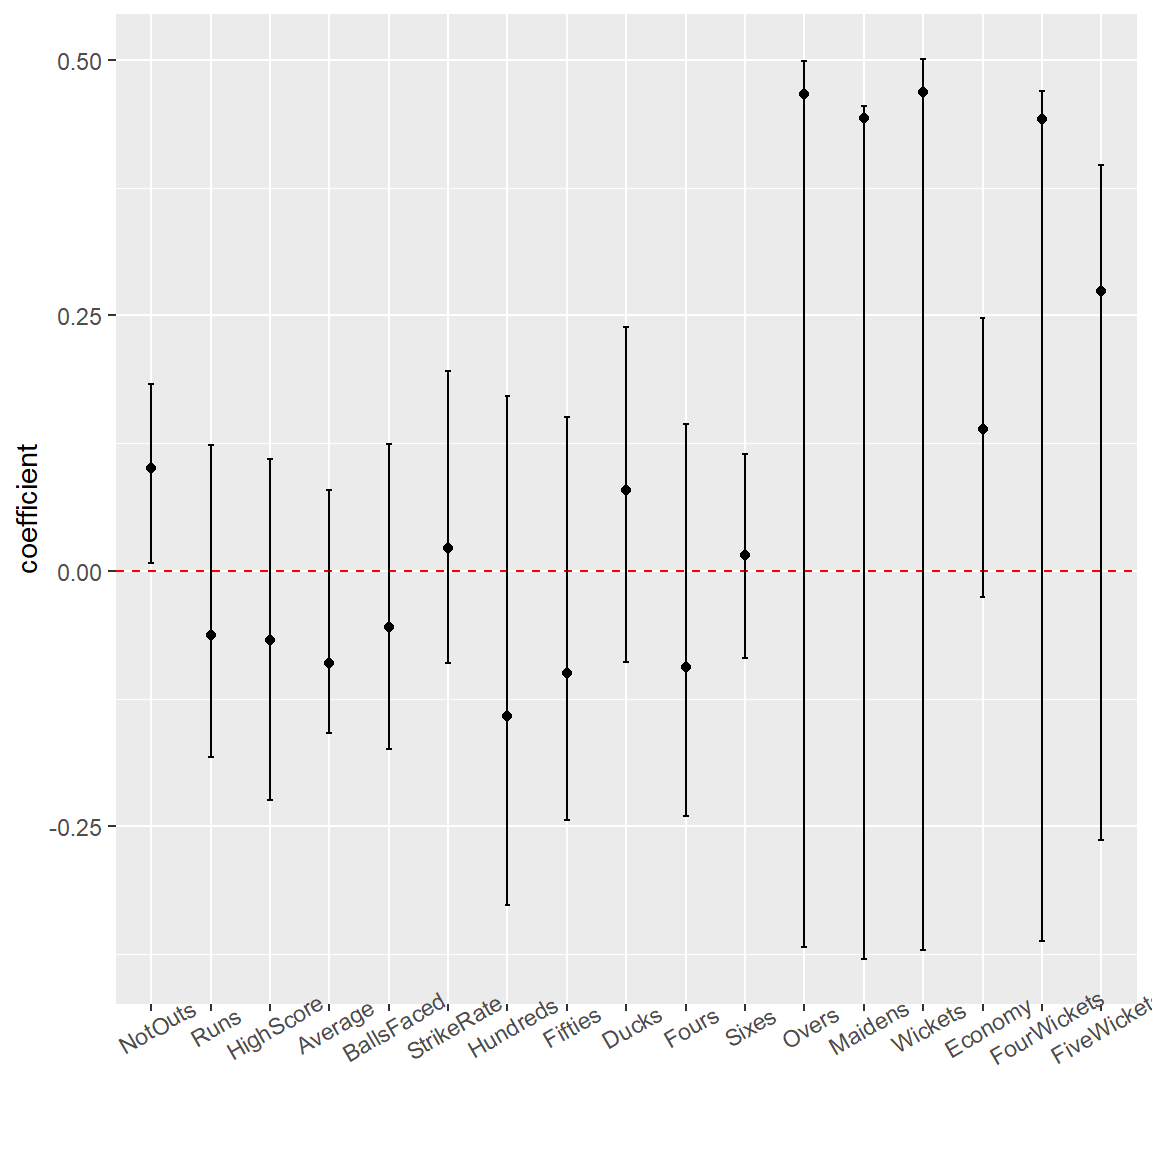 0.50
0.25
0.00
-0.25
coefficient
NotOuts
Runs
HighScore
Average
BallsFaced
StrikeRate
Hundreds
Fifties
Ducks
Fours
Sixes
Overs
Maidens
Wickets
Economy
FourWickets
FiveWickets